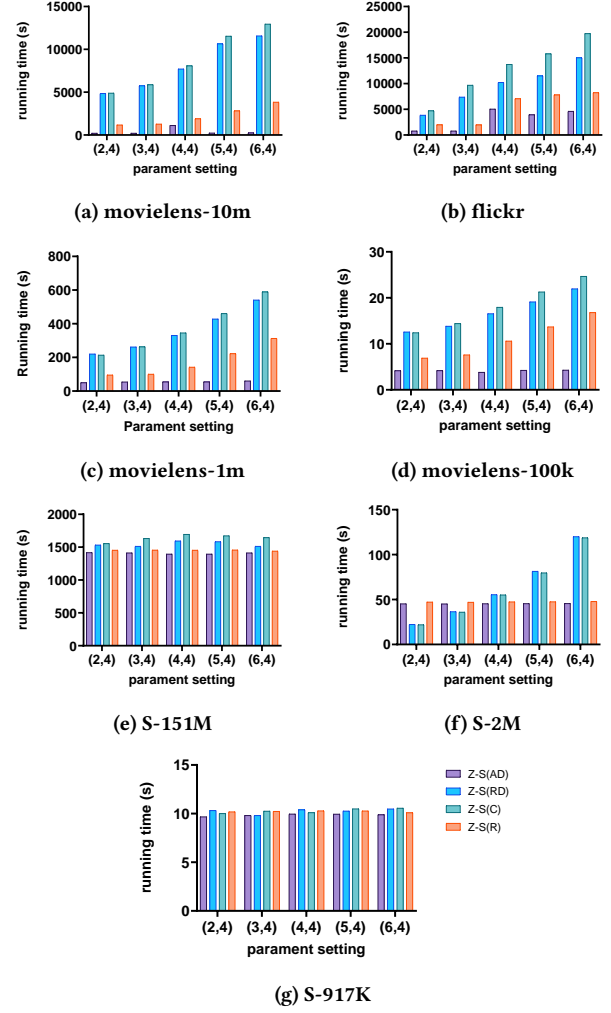 15000
10000
5000
0
running time (s)
(2,4) (3,4) (4,4) (5,4) (6,4)
parament setting
(a) movielens-10m
25000
20000
15000
10000
5000
0
running time (s)
(2,4) (3,4) (4,4) (5,4) (6,4)
parament setting
(b) flickr
800
600
400
200
0
Running time (s)
(2,4) (3,4) (4,4) (5,4) (6,4)
Parament setting
(c) movielens-1m
30
20
10
0
running time (s)
(2,4) (3,4) (4,4) (5,4) (6,4)
parament setting
(d) movielens-100k
2000
1500
1000
500
0
running time (s)
(2,4) (3,4) (4,4) (5,4) (6,4)
parament setting
(e) S-151M
150
100
50
0
running time (s)
(2,4) (3,4) (4,4) (5,4) (6,4)
parament setting
(f) S-2M
15
10
5
0
running time (s)
(2,4) (3,4) (4,4) (5,4) (6,4)
parament setting
Z-S(AD)
Z-S(RD)
Z-S(C)
Z-S(R)
(g) S-917K